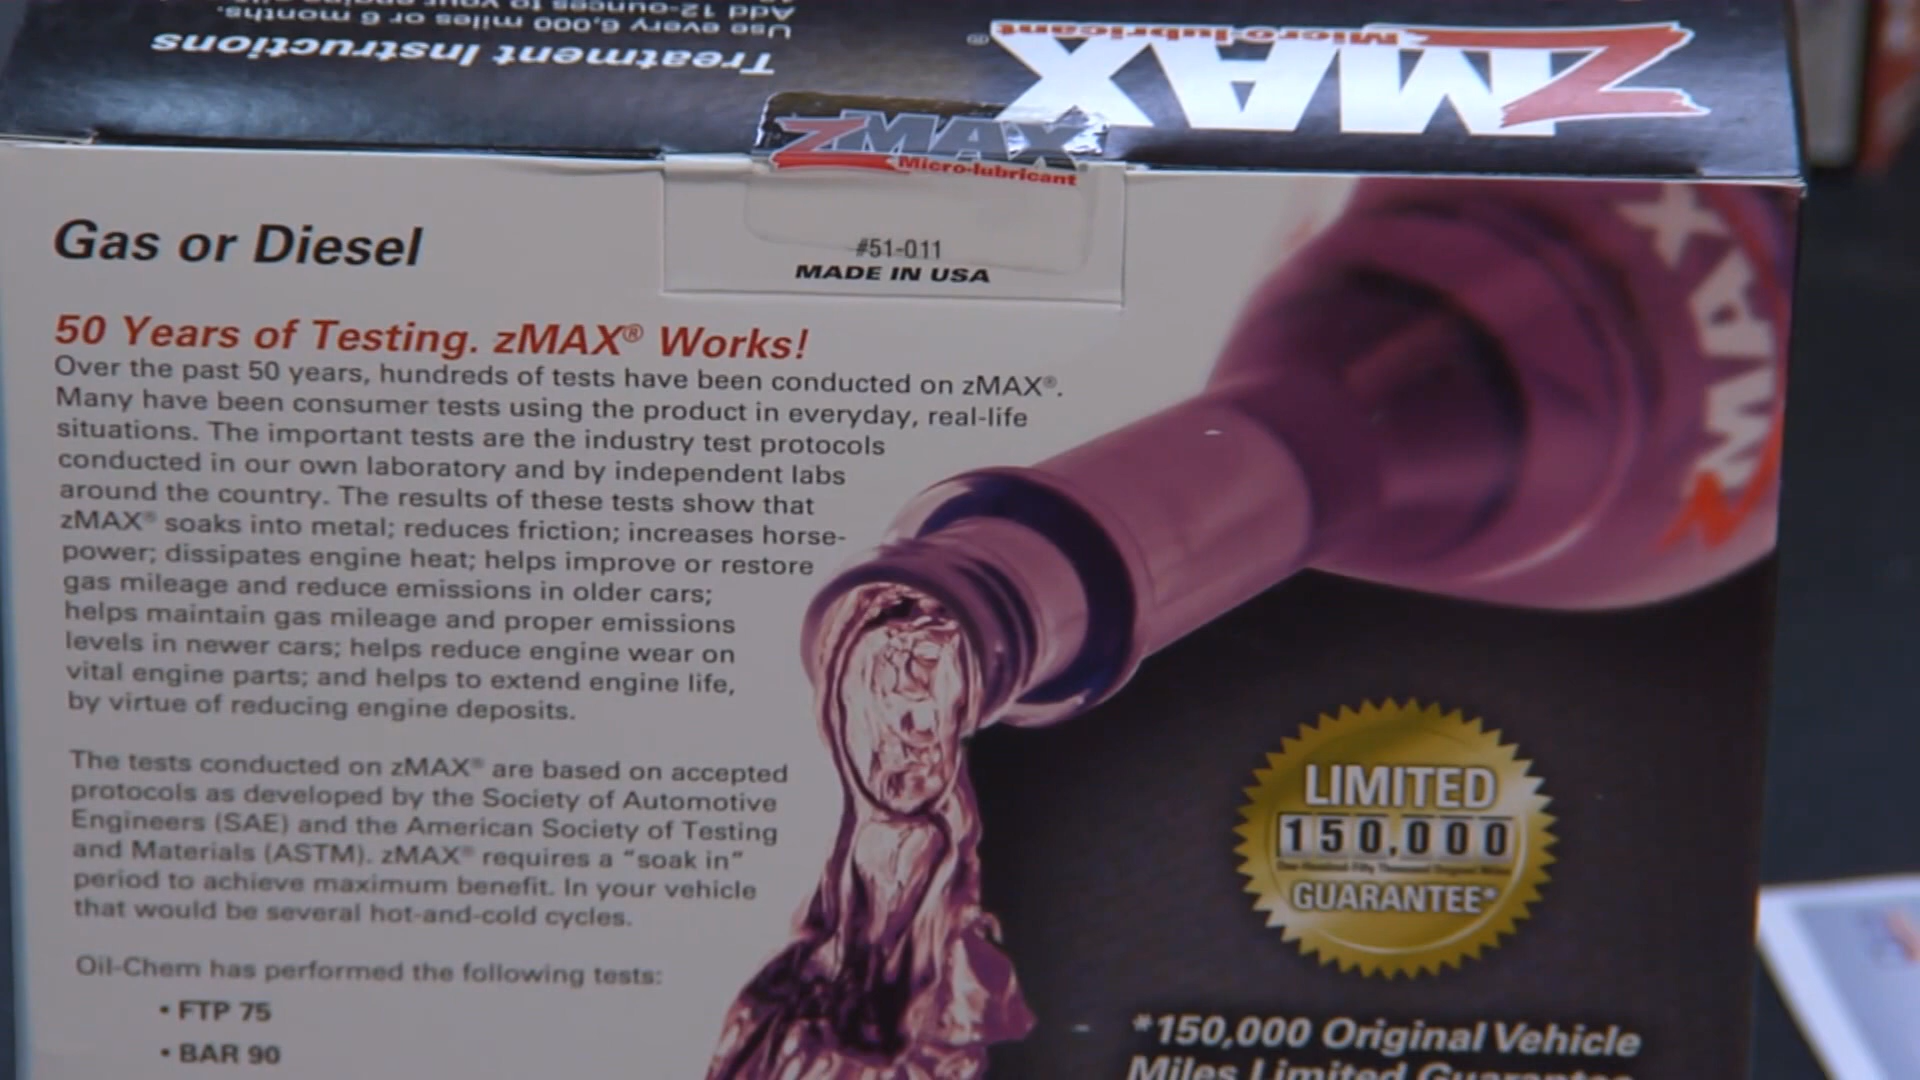 Treatment Instructions
Use every 6,000 miles or 6 months.
Add 12-ounces to your
zMAX®
Micro-lubricant
zMAX
Micro-lubricant
#51-011
MADE IN USA
Gas or Diesel
50 Years of Testing. zMAX® Works!
Over the past 50 years, hundreds of tests have been conducted on zMAX®.
Many have been consumer tests using the product in everyday, real-life
situations. The important tests are the industry test protocols
conducted in our own laboratory and by independent labs
around the country. The results of these tests show that
zMAX® soaks into metal; reduces friction; increases horse-
power; dissipates engine heat; helps improve or restore
gas mileage and reduce emissions in older cars;
helps maintain gas mileage and proper emissions
levels in newer cars; helps reduce engine wear on
vital engine parts; and helps to extend engine life,
by virtue of reducing engine deposits.
The tests conducted on zMAX® are based on accepted
protocols as developed by the Society of Automotive
Engineers (SAE) and the American Society of Testing
and Materials (ASTM). zMAX® requires a "soak in"
period to achieve maximum benefit. In your vehicle
that would be several hot-and-cold cycles.
Oil-Chem has performed the following tests:
• FTP 75
• BAR 90
zMAX
LIMITED
150,000
One Hundred Fifty Thousand Original Miles
GUARANTEE*
*150,000 Original Vehicle
Miles Limited Guarantee